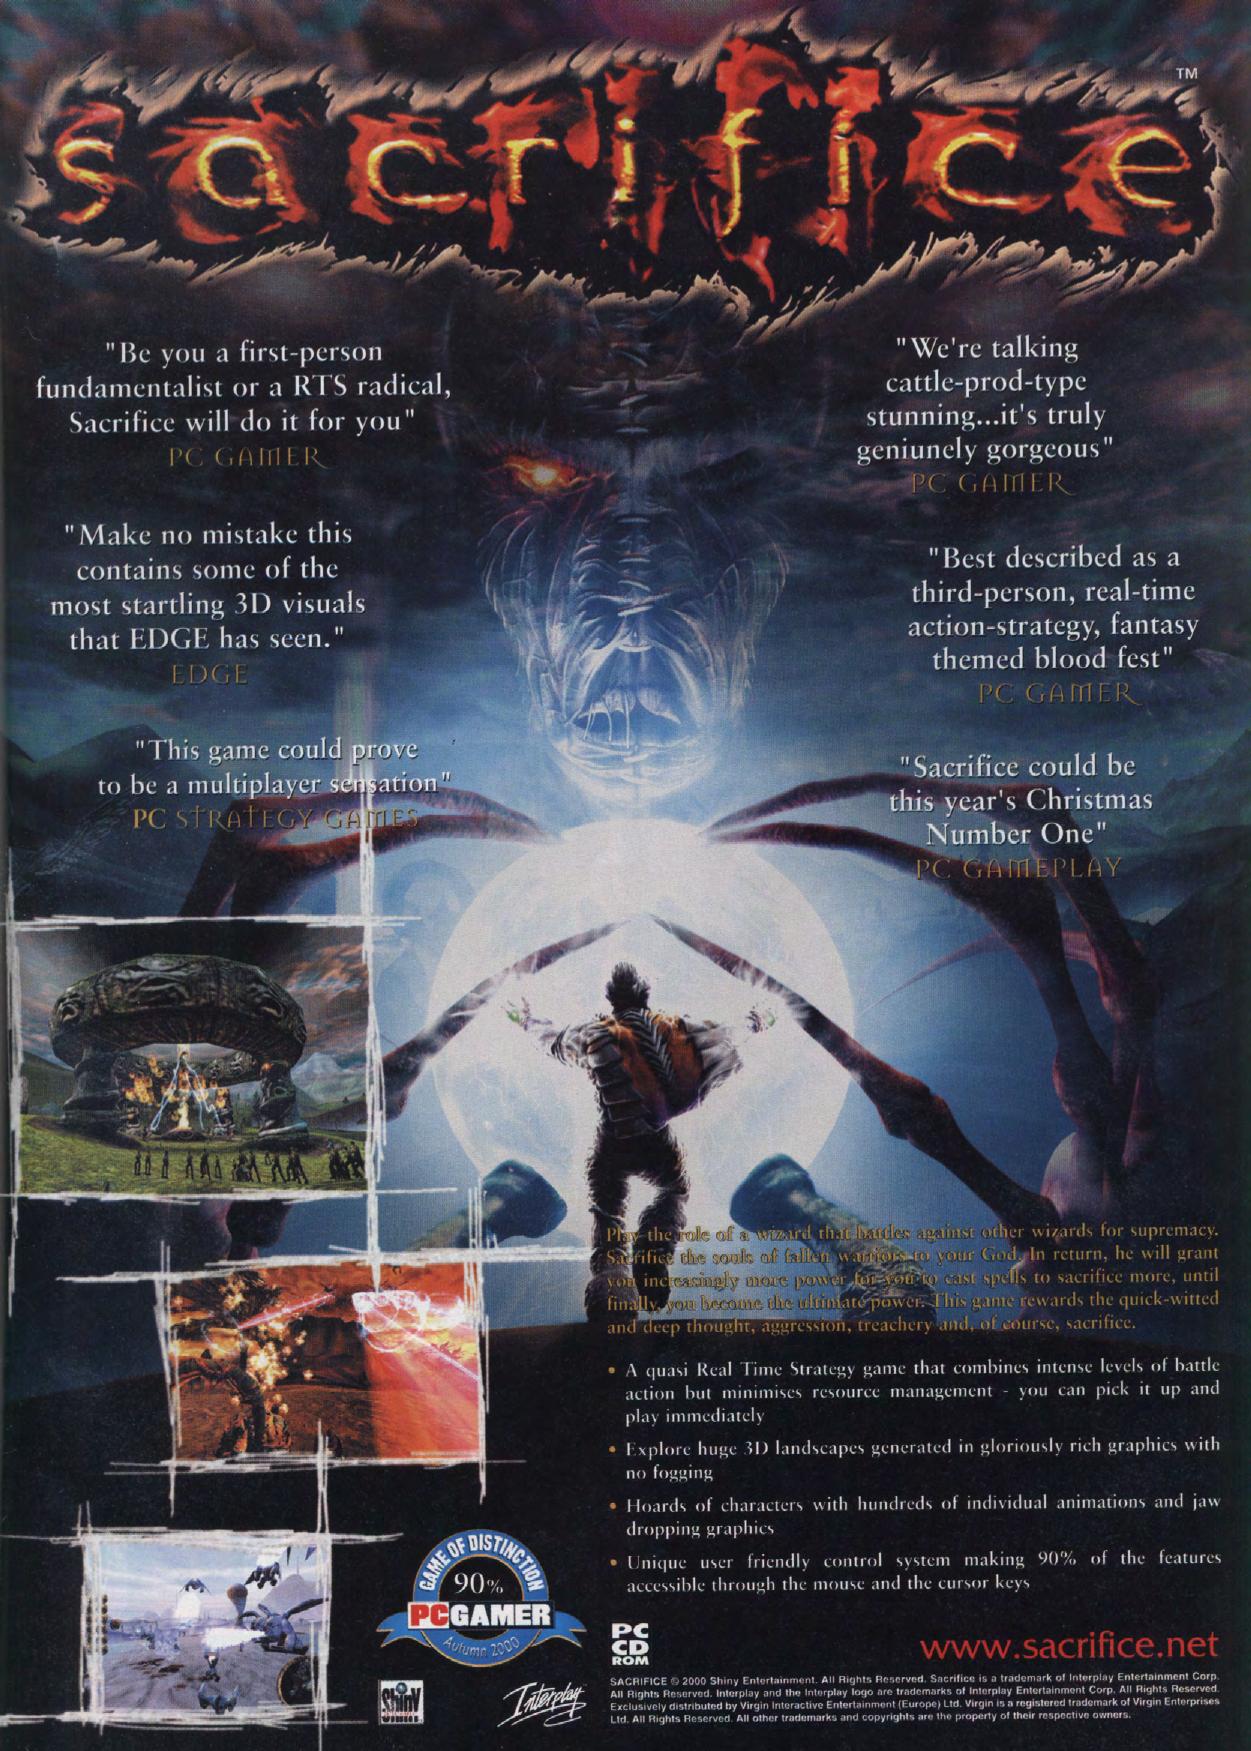 sacrifice
TM
"Be you a first-person
fundamentalist or a RTS radical,
Sacrifice will do it for you"
PC GAMER
"Make no mistake this
contains some of the
most startling 3D visuals
that EDGE has seen."
EDGE
"This game could prove
to be a multiplayer sensation"
PC STRATEGY GAMES
"We're talking
cattle-prod-type
stunning...it's truly
geniunely gorgeous"
PC GAMER
"Best described as a
third-person, real-time
action-strategy, fantasy
themed blood fest"
PC GAMER
"Sacrifice could be
this year's Christmas
Number One"
PC GAMEPLAY
Play the role of a wizard that battles against other wizards for supremacy.
Sacrifice the souls of fallen warriors to your God. In return, he will grant
you increasingly more power for you to cast spells to sacrifice more, until
finally, you become the ultimate power. This game rewards the quick-witted
and deep thought, aggression, treachery and, of course, sacrifice.
• A quasi Real Time Strategy game that combines intense levels of battle
action but minimises resource management - you can pick it up and
play immediately
• Explore huge 3D landscapes generated in gloriously rich graphics with
no fogging
• Hoards of characters with hundreds of individual animations and jaw
dropping graphics
• Unique user friendly control system making 90% of the features
accessible through the mouse and the cursor keys
GAME OF DISTINCTION
90%
PCGAMER
Autumn 2000
Shiny
Interplay
PC
CD
ROM
www.sacrifice.net
SACRIFICE © 2000 Shiny Entertainment. All Rights Reserved. Sacrifice is a trademark of Interplay Entertainment Corp.
All Rights Reserved. Interplay and the Interplay logo are trademarks of Interplay Entertainment Corp. All Rights Reserved.
Exclusively distributed by Virgin Interactive Entertainment (Europe) Ltd. Virgin is a registered trademark of Virgin Enterprises
Ltd. All Rights Reserved. All other trademarks and copyrights are the property of their respective owners.